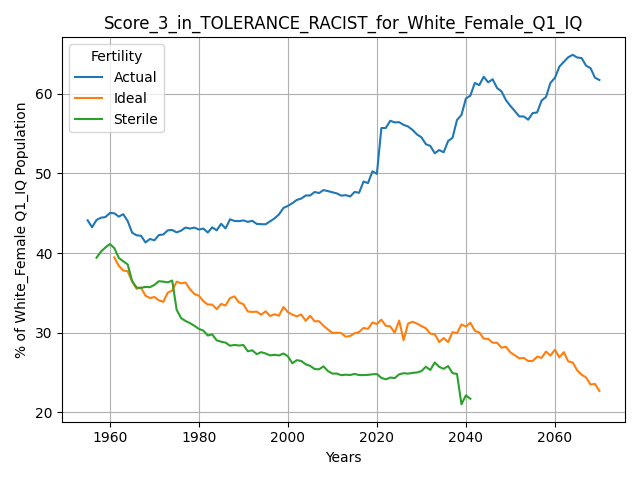 Score_3_in_TOLERANCE_RACIST_for_White_Female_Q1_IQ
Fertility
Actual
Ideal
Sterile
% of White_Female Q1_IQ Population
60
50
40
30
20
1960
1980
2000
2020
2040
2060
Years